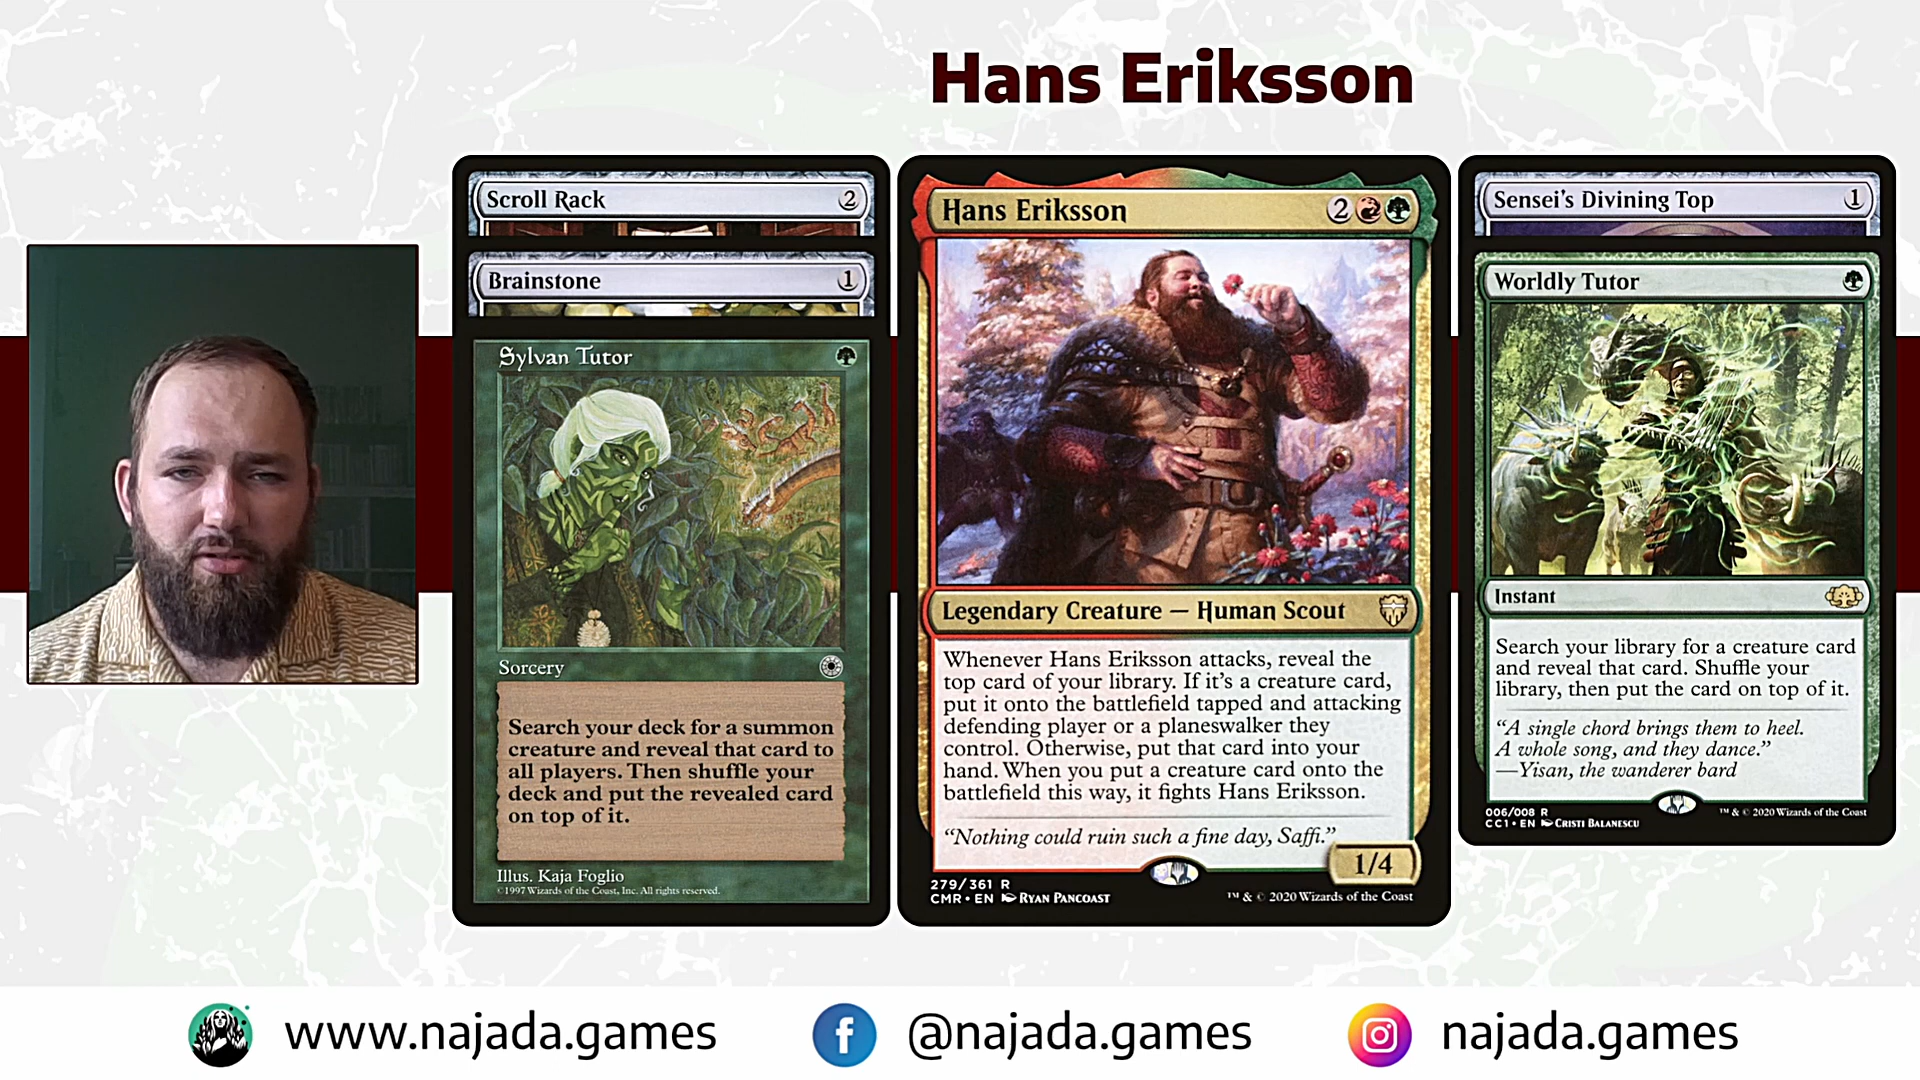 Hans Eriksson
Scroll Rack 2
Brainstone 1
Sylvan Tutor
Sorcery
Search your deck for a summon
creature and reveal that card to
all players. Then shuffle your
deck and put the revealed card
on top of it.
Illus. Kaja Foglio
©1997 Wizards of the Coast, Inc. All rights reserved.
Hans Eriksson 2
Legendary Creature — Human Scout
Whenever Hans Eriksson attacks, reveal the
top card of your library. If it's a creature card,
put it onto the battlefield tapped and attacking
defending player or a planeswalker they
control. Otherwise, put that card into your
hand. When you put a creature card onto the
battlefield this way, it fights Hans Eriksson.
“Nothing could ruin such a fine day, Saffi.”
1/4
279/361 R
CMR • EN Ryan Pancoast
™ & © 2020 Wizards of the Coast
Sensei's Divining Top 1
Worldly Tutor
Instant
Search your library for a creature card
and reveal that card. Shuffle your
library, then put the card on top of it.
“A single chord brings them to heel.
A whole song, and they dance.”
—Yisan, the wanderer bard
006/008 R
CC1 • EN Cristi Balanescu
™ & © 2020 Wizards of the Coast
www.najada.games
@najada.games
najada.games